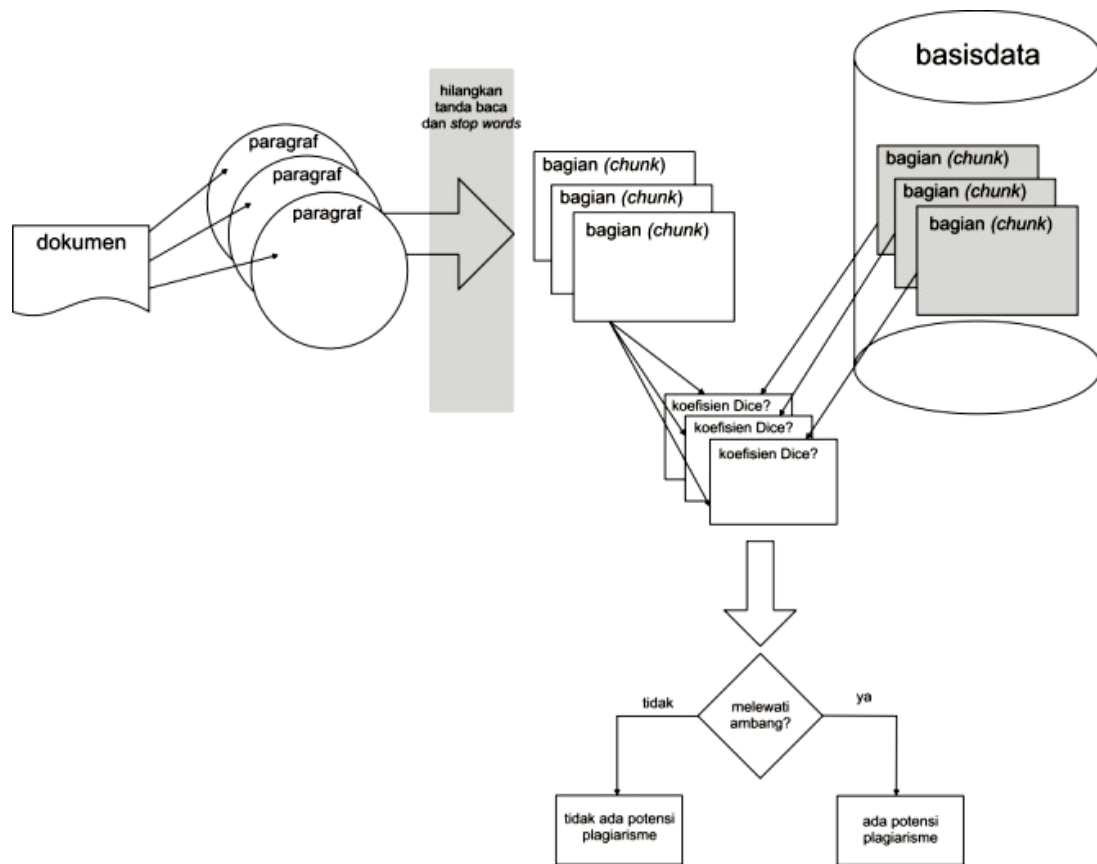 basisdata
hilangkan
tanda baca
dan stop words
paragraf
paragraf
paragraf
dokumen
bagian (chunk)
bagian (chunk)
bagian (chunk)
bagian (chunk)
bagian (chunk)
bagian (chunk)
koefisien Dice?
koefisien Dice?
koefisien Dice?
tidak
melewati
ambang?
ya
tidak ada potensi
plagiarisme
ada potensi
plagiarisme